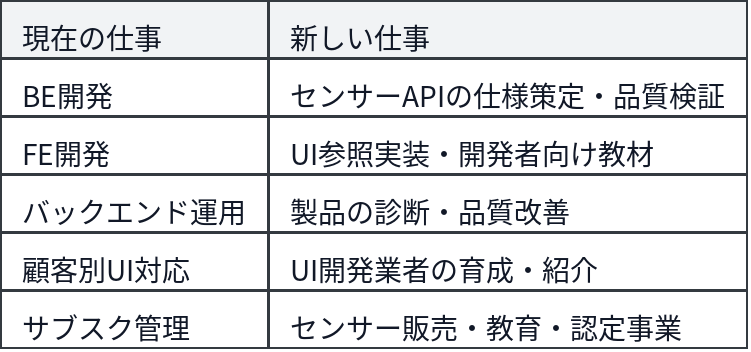 現在の仕事 新しい仕事
BE開発 センサーAPIの仕様策定・品質検証
FE開発 UI参照実装・開発者向け教材
バックエンド運用 製品の診断・品質改善
顧客別UI対応 UI開発業者の育成・紹介
サブスク管理 センサー販売・教育・認定事業